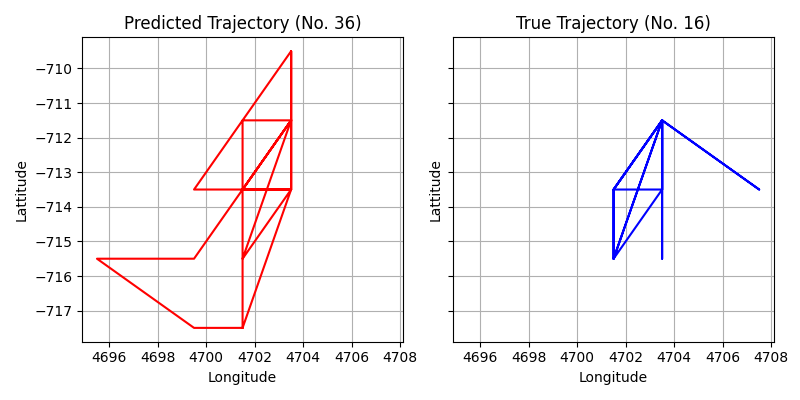 Predicted Trajectory (No. 36)
True Trajectory (No. 16)
−710
−711
−712
−713
−714
−715
−716
−717
Lattitude
Lattitude
4696 4698 4700 4702 4704 4706 4708
4696 4698 4700 4702 4704 4706 4708
Longitude
Longitude